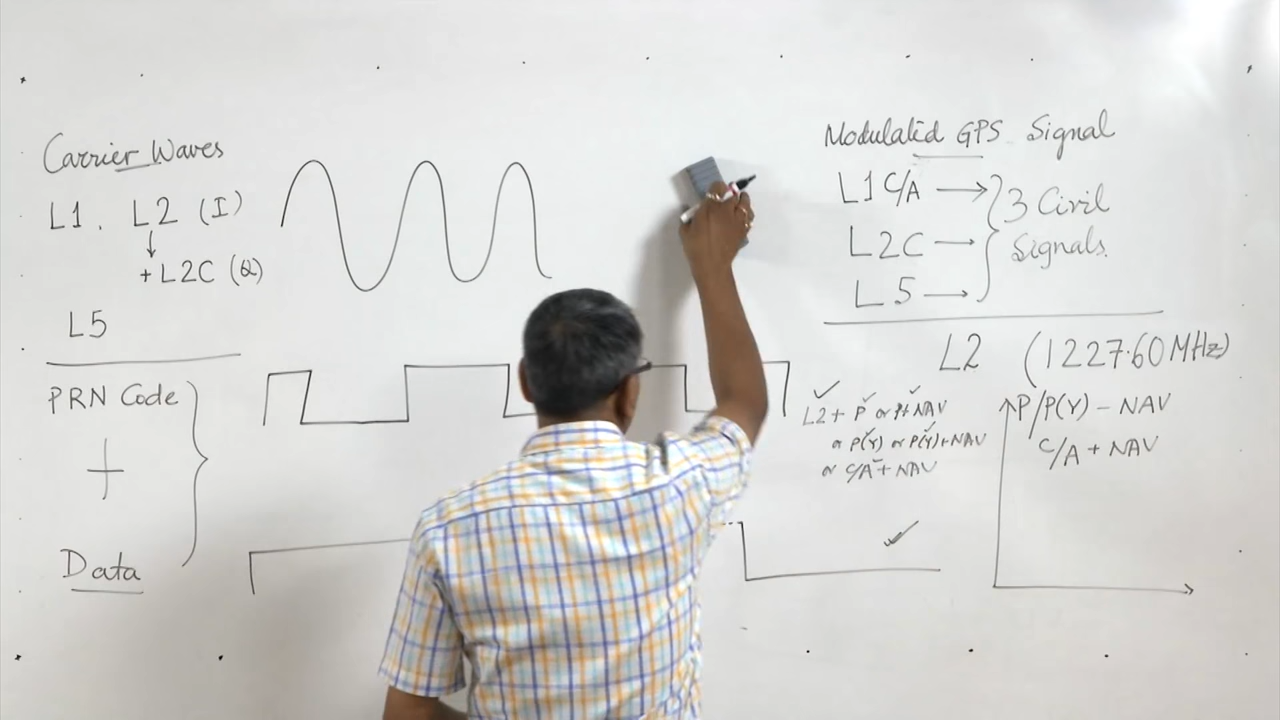 Carrier Waves
L1, L2 (I)
↓
+ L2C (Q)
L5
PRN Code
+
Data
Modulated GPS Signal
L1 C/A →
L2C →
L5 →
3 Civil
Signals.
L2 (1227.60 MHz)
L2 + P or P+NAV
or P(Y) or P(Y)+NAV
or C/A + NAV
P/P(Y) - NAV
C/A + NAV